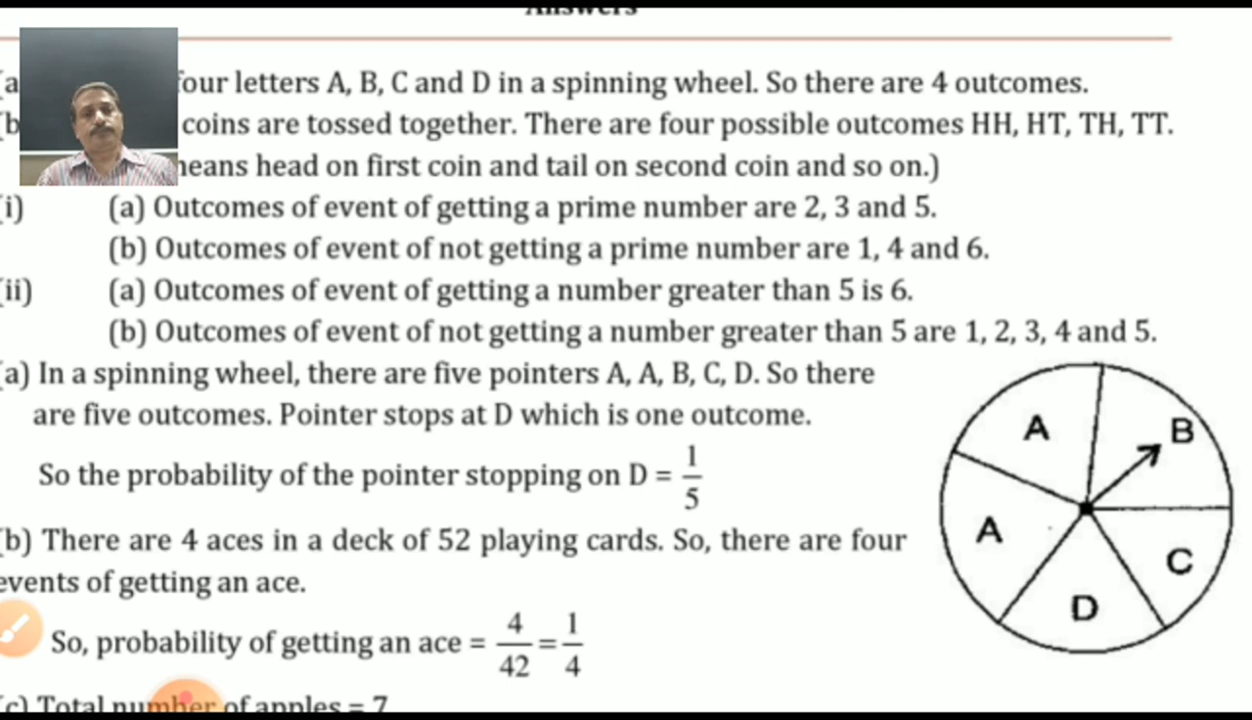 Answers
(a four letters A, B, C and D in a spinning wheel. So there are 4 outcomes.
(b coins are tossed together. There are four possible outcomes HH, HT, TH, TT.
means head on first coin and tail on second coin and so on.)
(i) (a) Outcomes of event of getting a prime number are 2, 3 and 5.
(b) Outcomes of event of not getting a prime number are 1, 4 and 6.
(ii) (a) Outcomes of event of getting a number greater than 5 is 6.
(b) Outcomes of event of not getting a number greater than 5 are 1, 2, 3, 4 and 5.
(a) In a spinning wheel, there are five pointers A, A, B, C, D. So there
are five outcomes. Pointer stops at D which is one outcome.
So the probability of the pointer stopping on D = 1/5
(b) There are 4 aces in a deck of 52 playing cards. So, there are four
events of getting an ace.
So, probability of getting an ace = 4/42 = 1/4
(c) Total number of apples = 7
A
B
A
C
D